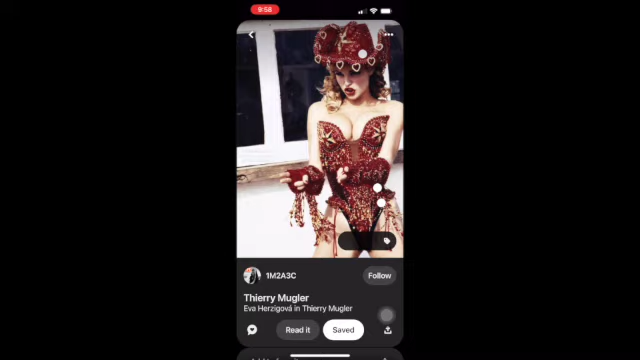 9:58
1M2A3C
Follow
Thierry Mugler
Eva Herzigová in Thierry Mugler
Read it
Saved